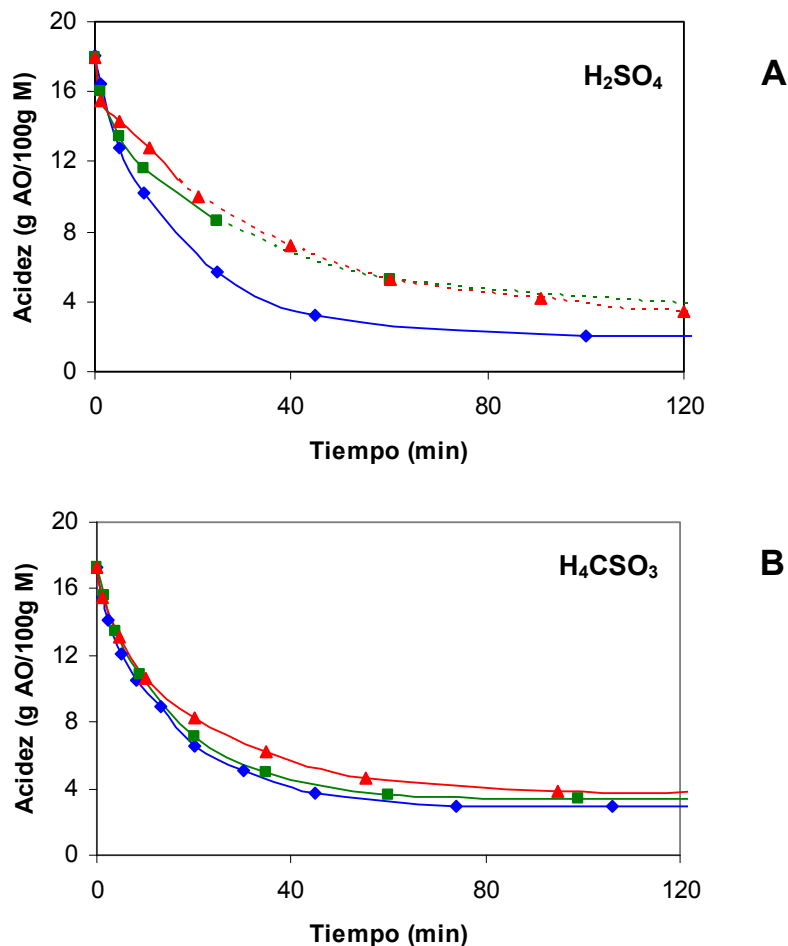 20
16
12
8
4
0
Acidez (g AO/100g M)
H₂SO₄
A
0 40 80 120
Tiempo (min)
20
16
12
8
4
0
Acidez (g AO/100g M)
H₄CSO₃
B
0 40 80 120
Tiempo (min)